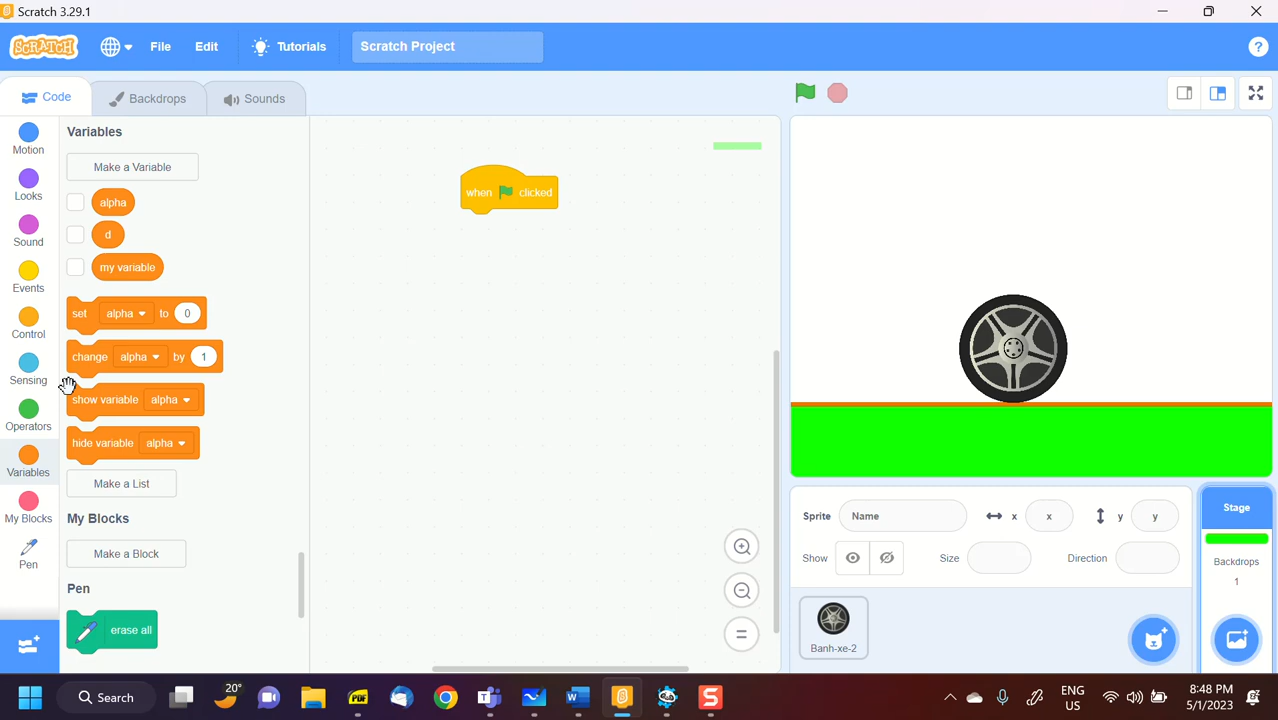 Scratch 3.29.1
SCRATCH File Edit Tutorials Scratch Project ?
Code Backdrops Sounds
Motion
Looks
Sound
Events
Control
Sensing
Operators
Variables
My Blocks
Pen
Variables
Make a Variable
alpha
d
my variable
set alpha to 0
change alpha by 1
show variable alpha
hide variable alpha
Make a List
My Blocks
Make a Block
Pen
erase all
when clicked
Sprite Name x x y y
Show Size Direction
Banh-xe-2
Stage
Backdrops
1
Search 20° PDF W S ENG
US 8:48 PM
5/1/2023